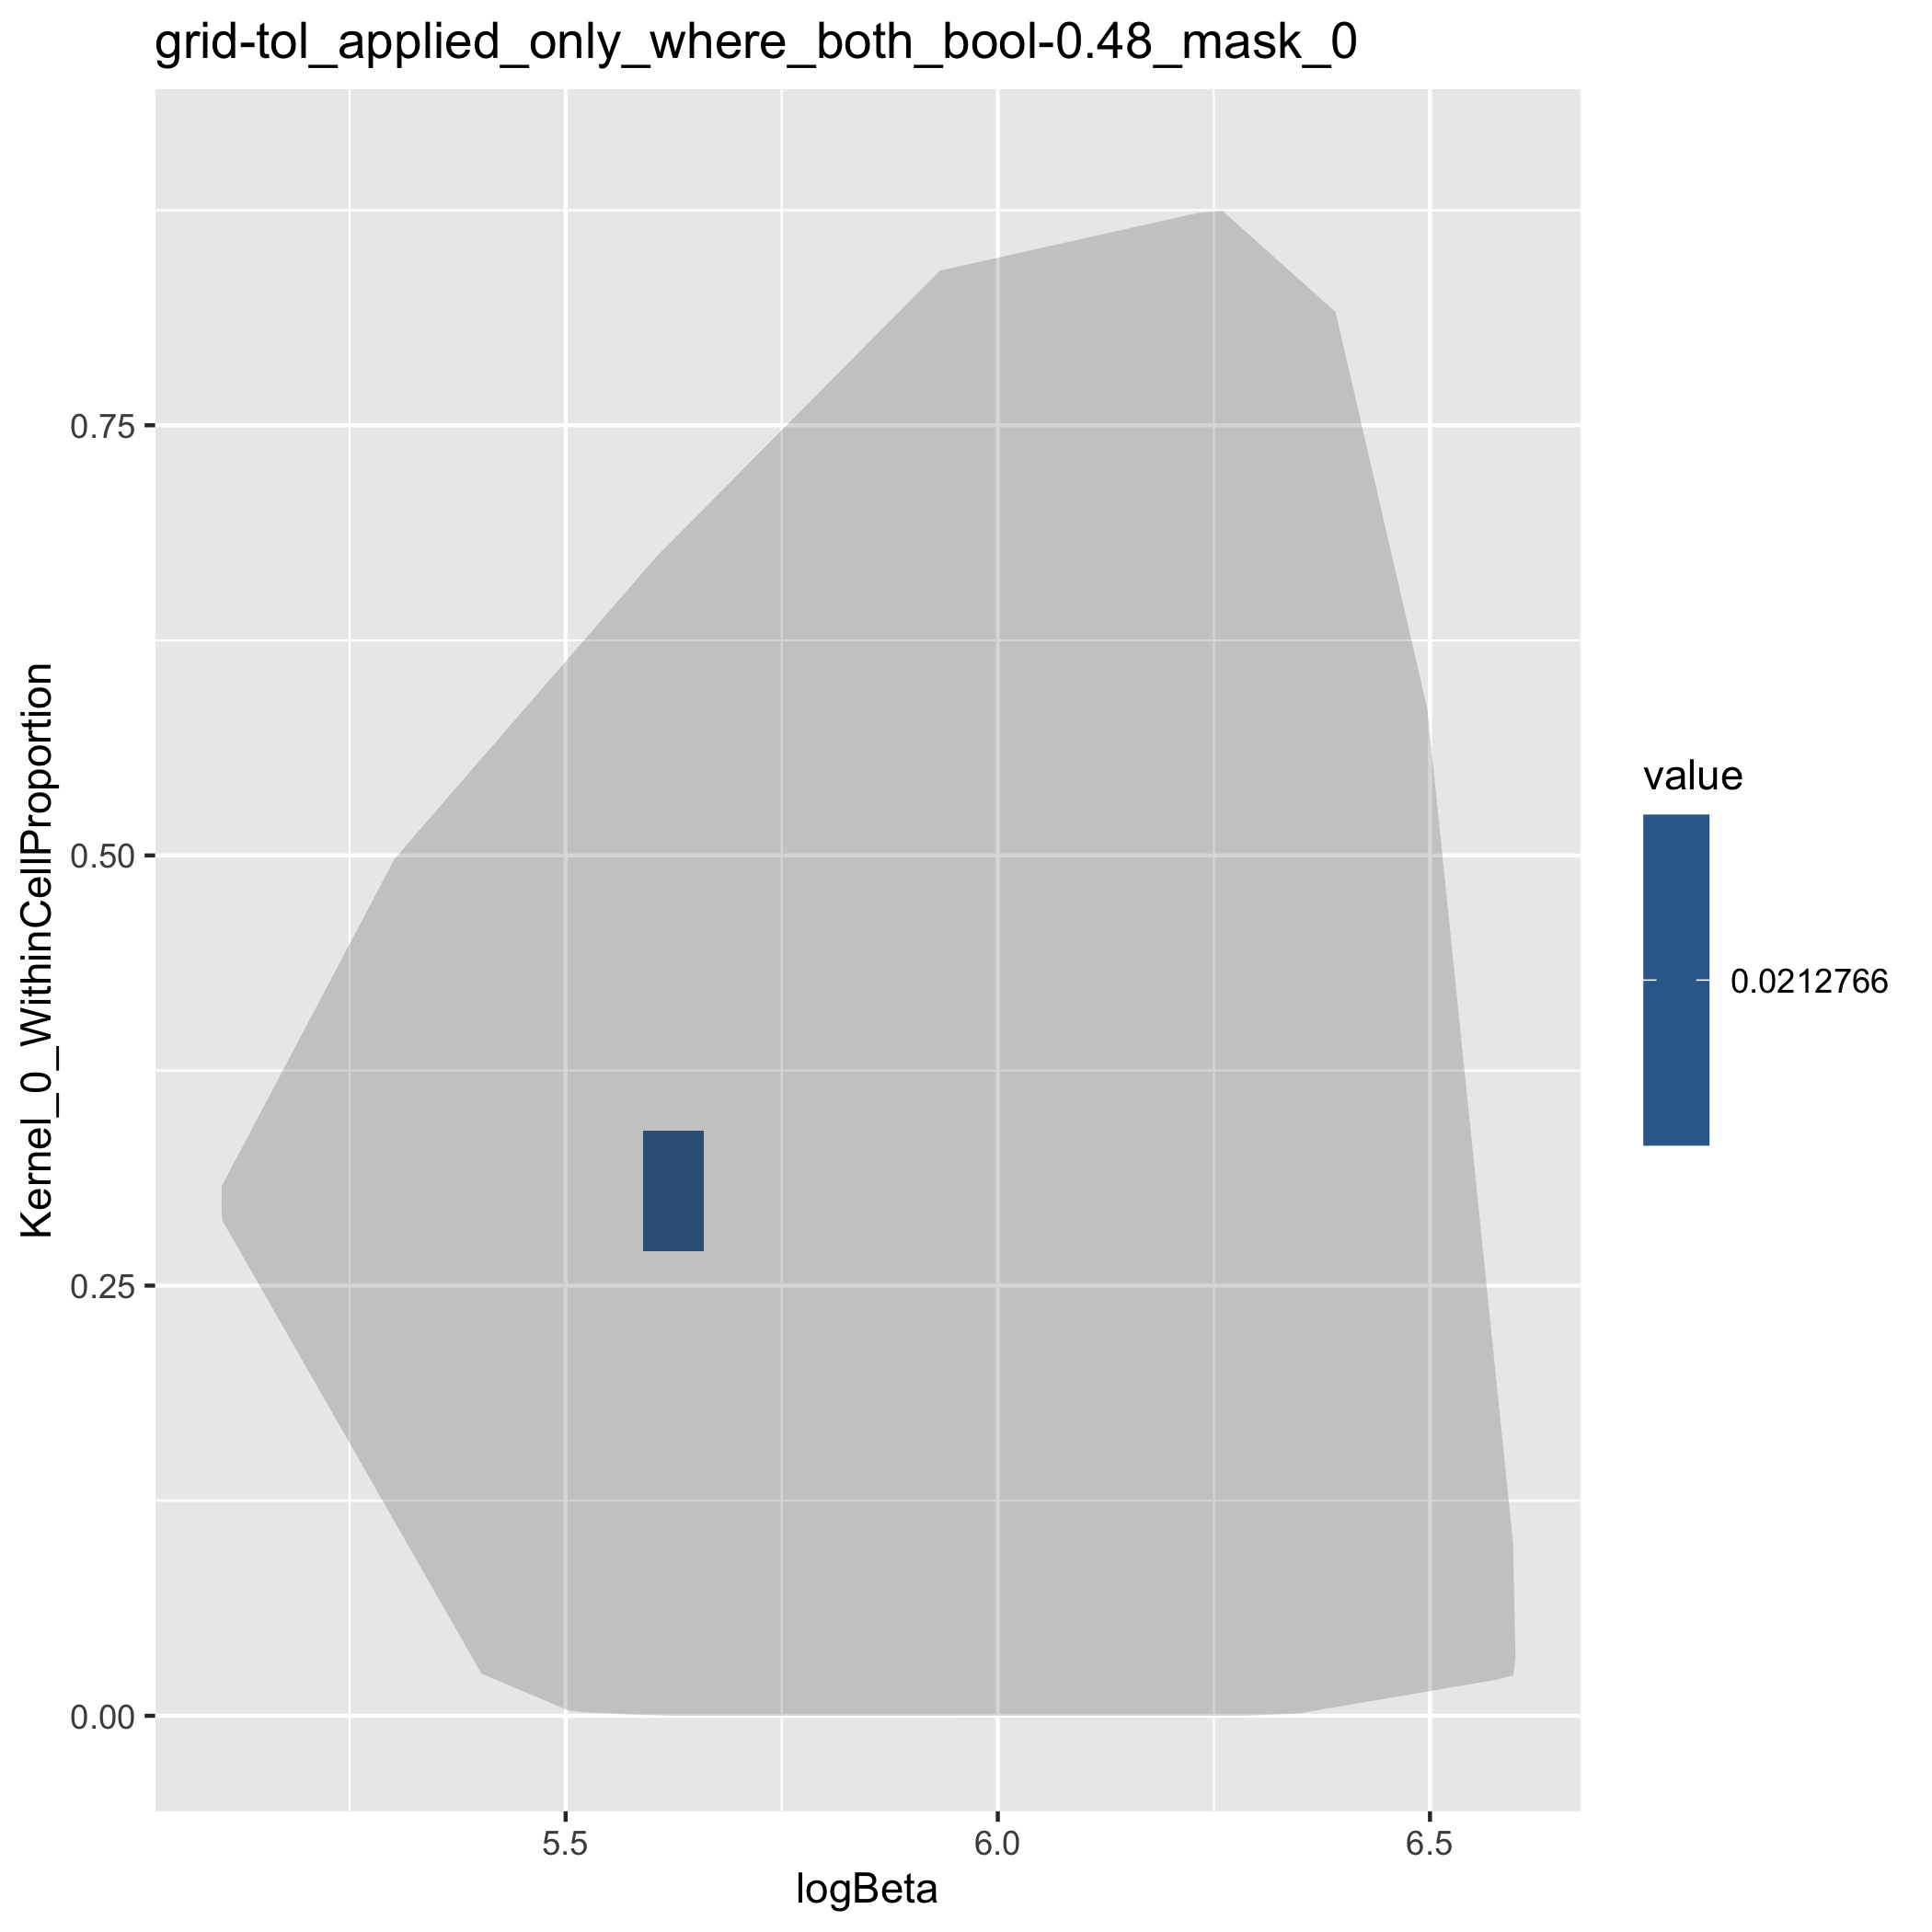 grid-tol_applied_only_where_both_bool-0.48_mask_0
Kernel_0_WithinCellProportion
0.75
0.50
0.25
0.00
5.5
6.0
6.5
logBeta
value
0.0212766